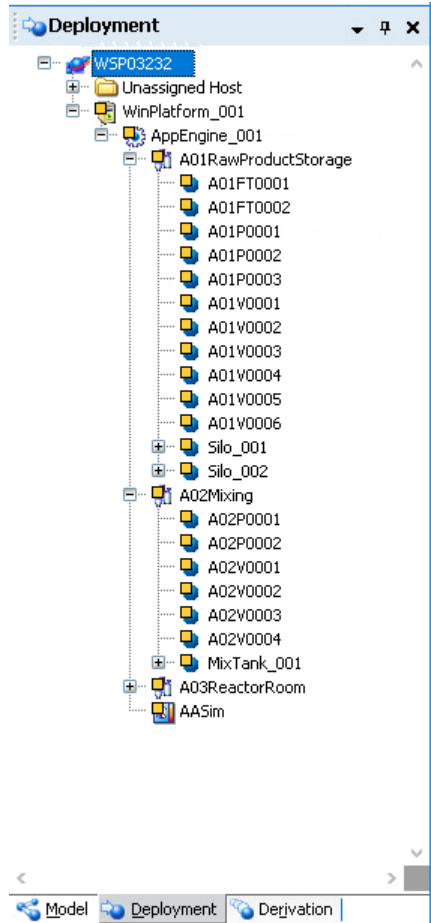 Deployment
WSP03232
Unassigned Host
WinPlatform_001
AppEngine_001
A01RawProductStorage
A01FT0001
A01FT0002
A01P0001
A01P0002
A01P0003
A01V0001
A01V0002
A01V0003
A01V0004
A01V0005
A01V0006
Silo_001
Silo_002
A02Mixing
A02P0001
A02P0002
A02V0001
A02V0002
A02V0003
A02V0004
MixTank_001
A03ReactorRoom
AASim
Model Deployment Derivation